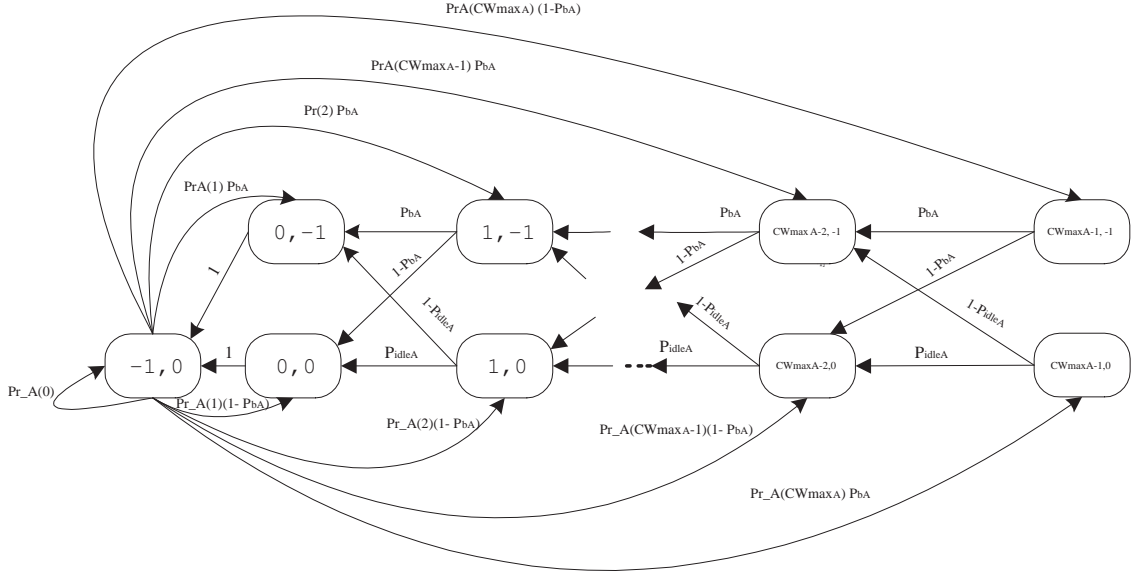 PrA(CWmaxA) (1-PbA)
PrA(CWmaxA-1) PbA
Pr(2) PbA
PrA(1) PbA
PbA
PbA
PbA
0,-1
1,-1
CWmaxA-2, -1
CWmaxA-1, -1
1
1-PbA
1-PbA
1-PbA
1-PidleA
1-PidleA
1-PidleA
1
PidleA
PidleA
PidleA
-1,0
0,0
1,0
CWmaxA-2,0
CWmaxA-1,0
Pr_A(0)
Pr_A(1)(1- PbA)
Pr_A(2)(1- PbA)
Pr_A(CWmaxA-1)(1- PbA)
Pr_A(CWmaxA) PbA